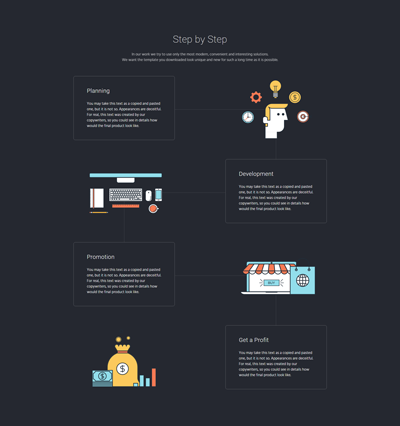 Step by Step
In our work we try to use only the most modern, convenient and interesting solutions.
We want the template you downloaded look unique and new for such a long time as it is possible.
Planning
You may take this text as a copied and pasted
one, but it is not so. Appearances are deceitful.
For real, this text was created by our
copywriters, so you could see in details how
would the final product look like.
Development
You may take this text as a copied and pasted
one, but it is not so. Appearances are deceitful.
For real, this text was created by our
copywriters, so you could see in details how
would the final product look like.
Promotion
You may take this text as a copied and pasted
one, but it is not so. Appearances are deceitful.
For real, this text was created by our
copywriters, so you could see in details how
would the final product look like.
BUY
Get a Profit
You may take this text as a copied and pasted
one, but it is not so. Appearances are deceitful.
For real, this text was created by our
copywriters, so you could see in details how
would the final product look like.
$
$
$